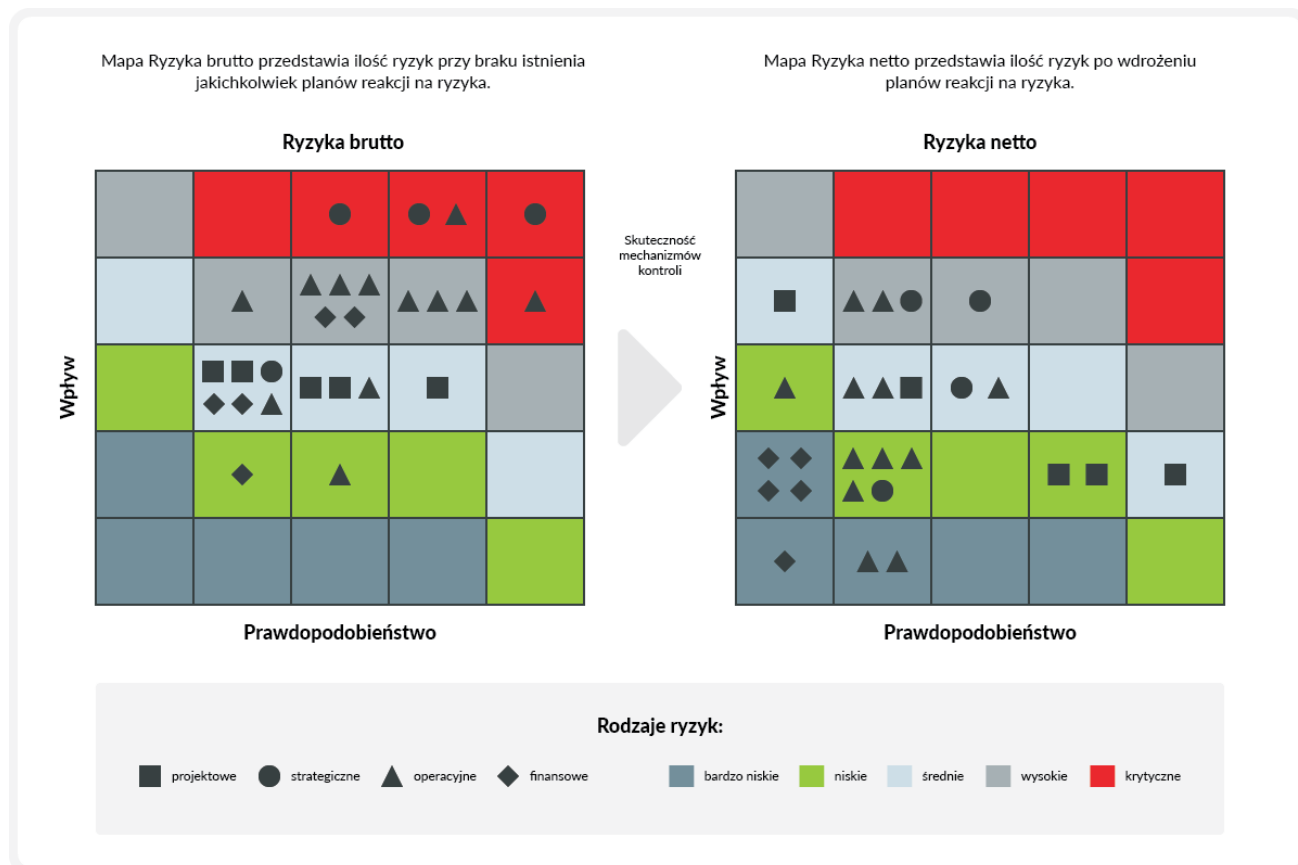 Mapa Ryzyka brutto przedstawia ilość ryzyk przy braku istnienia
jakichkolwiek planów reakcji na ryzyka.
Mapa Ryzyka netto przedstawia ilość ryzyk po wdrożeniu
planów reakcji na ryzyka.
Ryzyka brutto
Ryzyka netto
Skuteczność
mechanizmów
kontroli
Wpływ
Wpływ
Prawdopodobieństwo
Prawdopodobieństwo
Rodzaje ryzyk:
projektowe
strategiczne
operacyjne
finansowe
bardzo niskie
niskie
średnie
wysokie
krytyczne